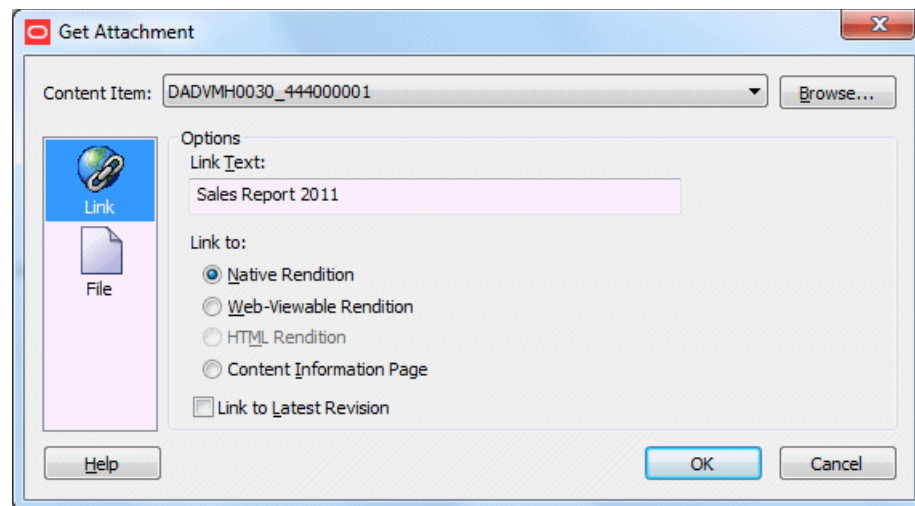 Get Attachment
Content Item: DADVMH0030_444000001 Browse...
Link
File
Options
Link Text:
Sales Report 2011
Link to:
Native Rendition
Web-Viewable Rendition
HTML Rendition
Content Information Page
Link to Latest Revision
Help OK Cancel